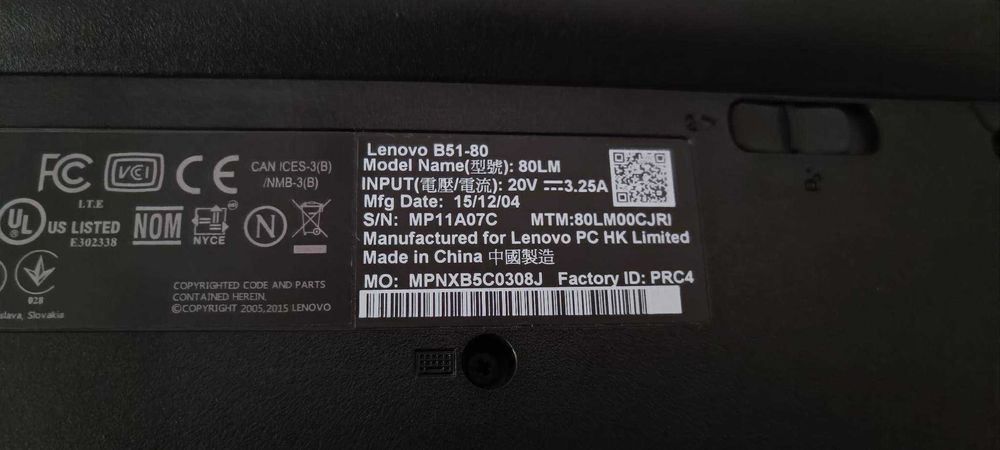 Lenovo B51-80
Model Name(型號): 80LM
INPUT(電壓/電流): 20V ⎓3.25A
Mfg Date: 15/12/04
S/N: MP11A07C MTM:80LM00CJRI
Manufactured for Lenovo PC HK Limited
Made in China 中國製造
MO: MPNXB5C0308J Factory ID: PRC4
FC VCI CE CAN ICES-3(B)
/NMB-3(B)
I.T.E
UL US LISTED
E302338
NOM
NYCE
N
028
Slovakia
COPYRIGHTED CODE AND PARTS
CONTAINED HEREIN.
©COPYRIGHT 2005,2015 LENOVO